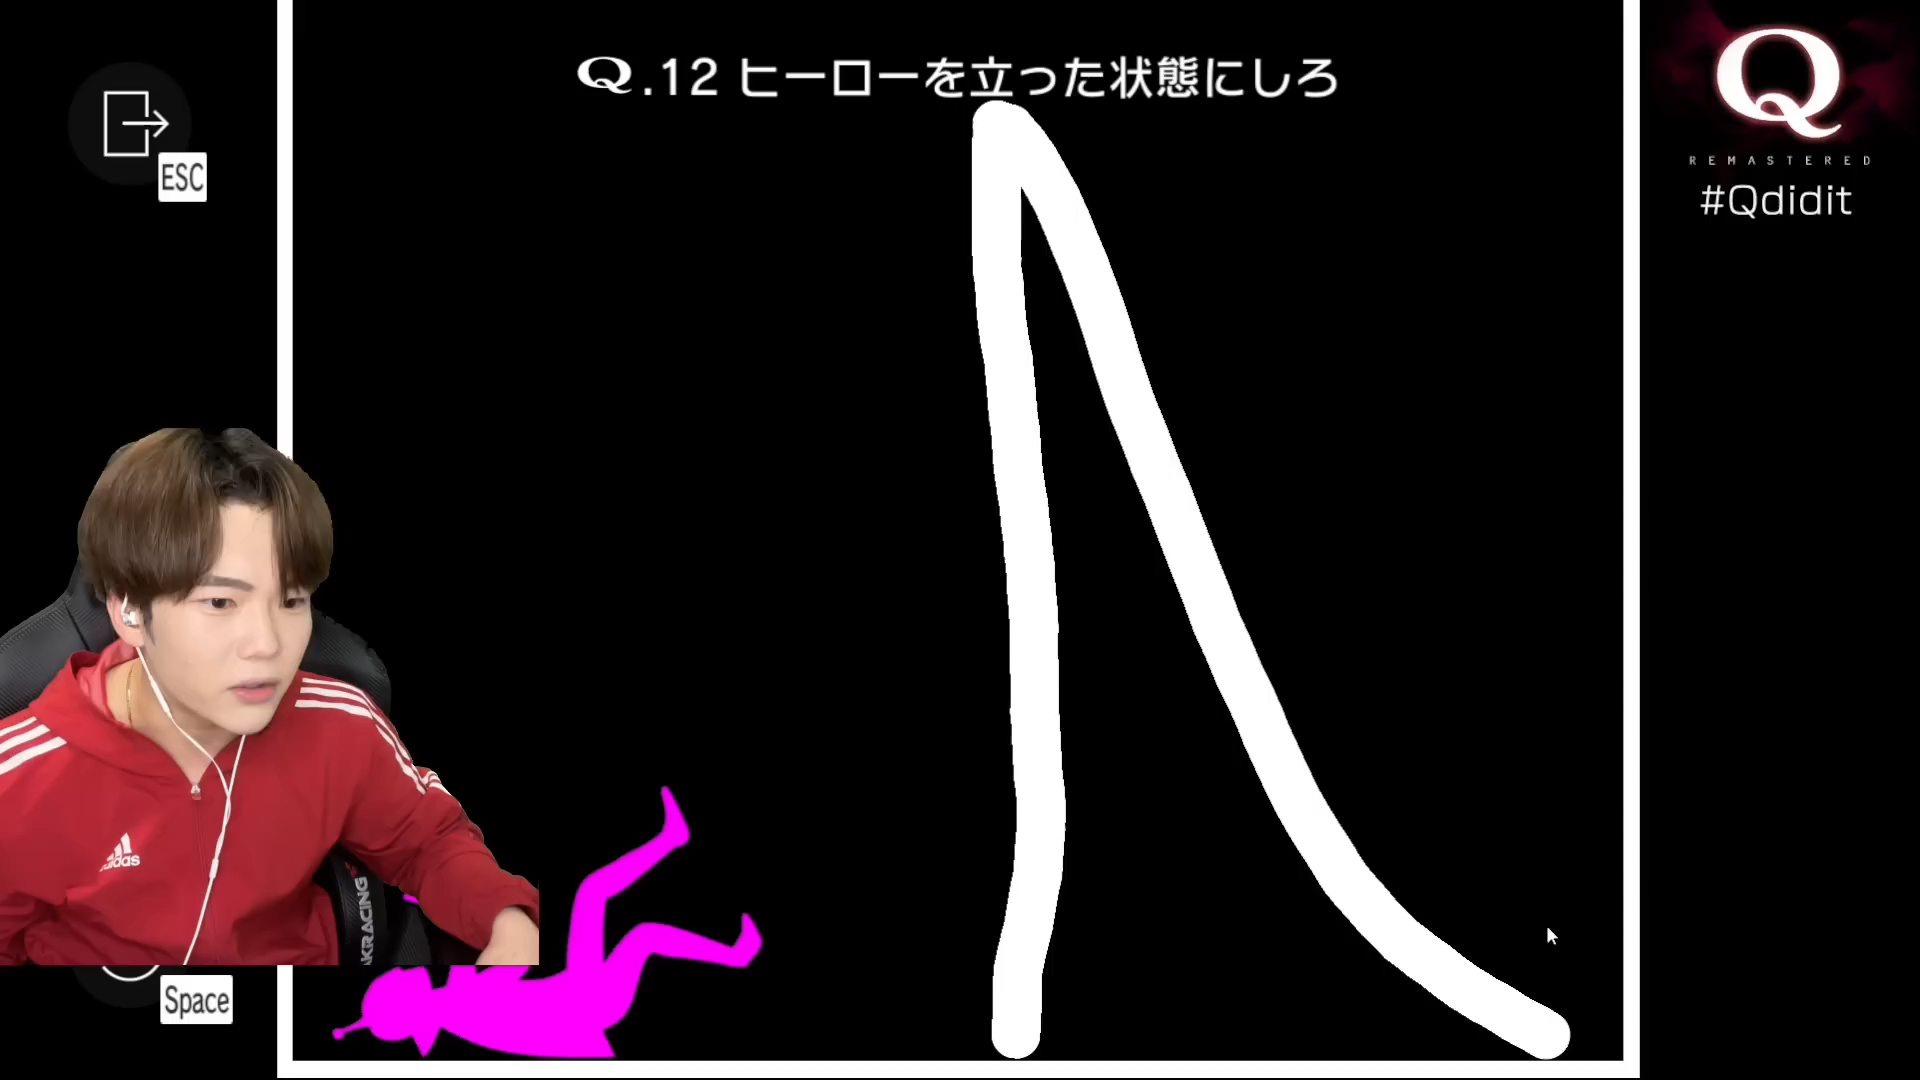 Q.12 ヒーローを立った状態にしろ
ESC
Q
REMASTERED
#Qdidit
adidas
AKRACING
Space